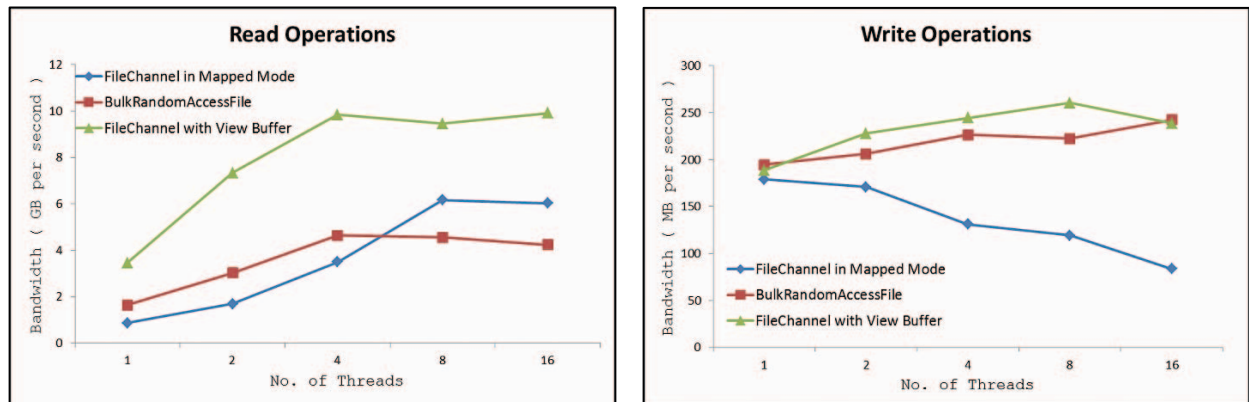 Read Operations
12
10
8
6
4
2
0
Bandwidth ( GB per second )
FileChannel in Mapped Mode
BulkRandomAccessFile
FileChannel with View Buffer
1 2 4 8 16
No. of Threads
Write Operations
300
250
200
150
100
50
0
Bandwidth ( MB per second )
FileChannel in Mapped Mode
BulkRandomAccessFile
FileChannel with View Buffer
1 2 4 8 16
No. of Threads